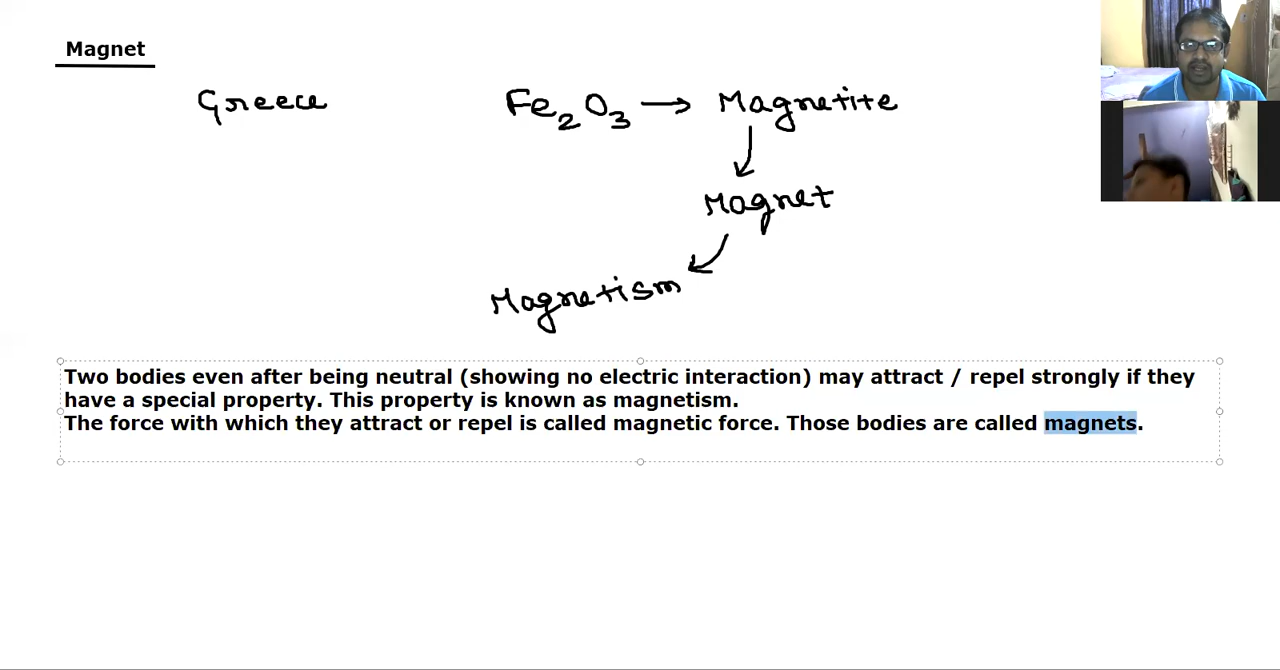 Magnet
Greece
Fe₂O₃ → Magnetite
Magnet
Magnetism
Two bodies even after being neutral (showing no electric interaction) may attract / repel strongly if they
have a special property. This property is known as magnetism.
The force with which they attract or repel is called magnetic force. Those bodies are called magnets.